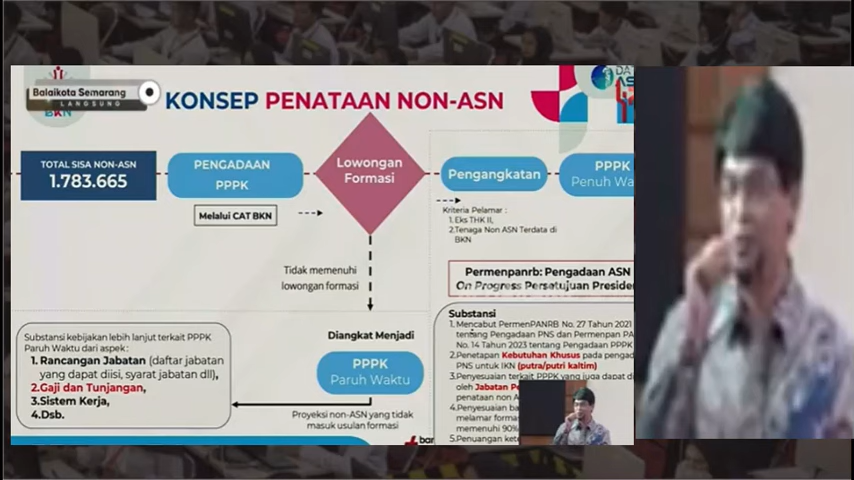 Balaikota Semarang
LANGSUNG
BKN
KONSEP PENATAAN NON-ASN
TOTAL SISA NON-ASN
1.783.665
PENGADAAN
PPPK
Melalui CAT BKN
Lowongan
Formasi
Pengangkatan
PPPK
Penuh Wa
Kriteria Pelamar :
1.Eks THK II,
2.Tenaga Non ASN Terdata di
BKN
Tidak memenuhi
lowongan formasi
Permenpanrb: Pengadaan ASN
On Progress Persetujuan Preside
Substansi
1.Mencabut PermenPANRB No. 27 Tahun 2021
tentang Pengadaan PNS dan Permenpan PA
No. 14 Tahun 2023 tentang Pengadaan PPPK
2.Penetapan Kebutuhan Khusus pada pengad
PNS untuk IKN (putra/putri kaltim)
3.Penyesuaian terkait PPPK yang juga dapat d
oleh Jabatan Pe
penataan non A
4.Penyesuaian ba
melamar forma
memenuhi 90%
5.Penuangan kete
Substansi kebijakan lebih lanjut terkait PPPK
Paruh Waktu dari aspek :
1. Rancangan Jabatan (daftar jabatan
yang dapat diisi, syarat jabatan dll),
2.Gaji dan Tunjangan,
3.Sistem Kerja,
4.Dsb.
Diangkat Menjadi
PPPK
Paruh Waktu
Proyeksi non-ASN yang tidak
masuk usulan formasi